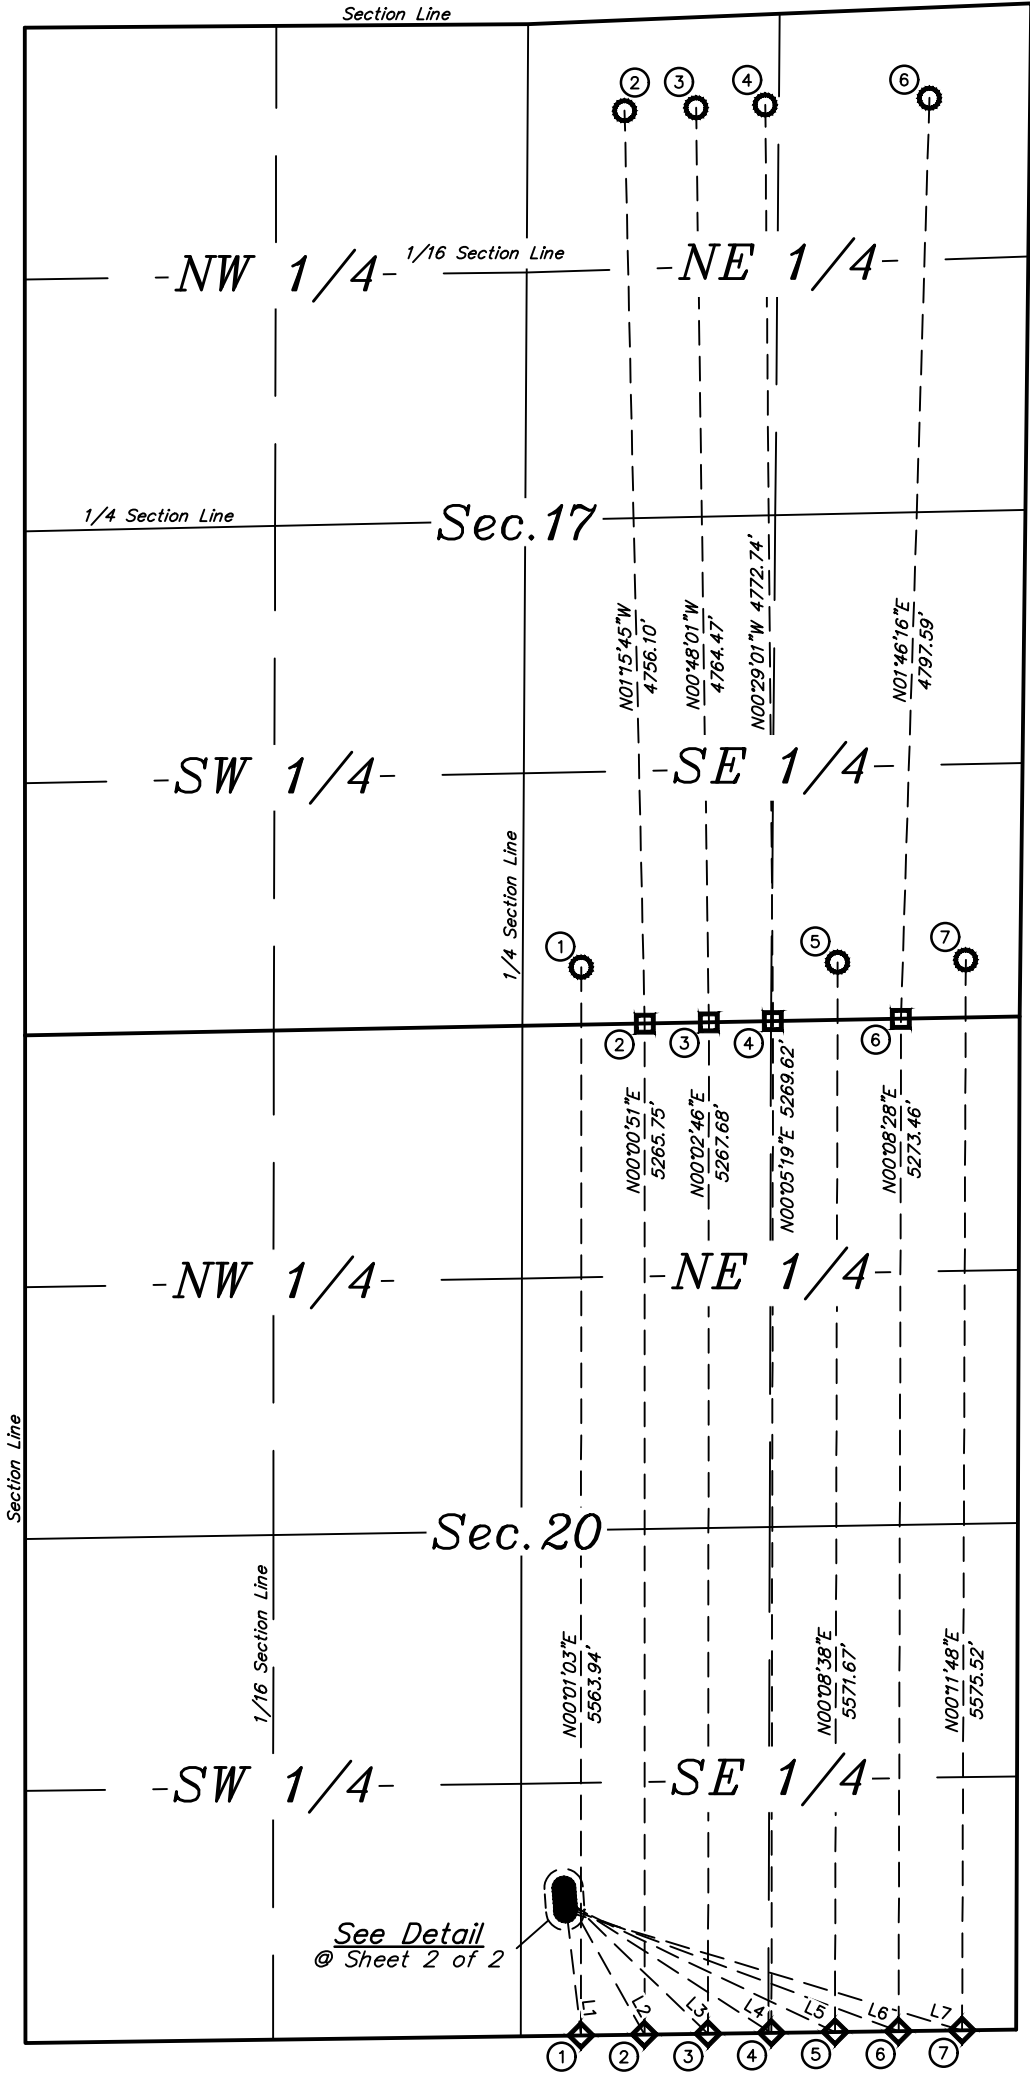 Section Line
2
3
4
6
NW 1/4
1/16 Section Line
NE 1/4
1/4 Section Line
Sec.17
N01°15'45"W
4756.10'
N00°48'01"W
4764.47'
N00°29'01"W 4772.74'
N01°46'16"E
4797.59'
SW 1/4
SE 1/4
1/4 Section Line
1
5
7
2
3
4
6
N00°00'51"E
5265.75'
N00°02'46"E
5267.68'
N00°05'19"E 5269.62'
N00°08'28"E
5273.46'
NW 1/4
NE 1/4
Section Line
Sec.20
1/16 Section Line
N00°01'03"E
5563.94'
N00°08'38"E
5571.67'
N00°11'48"E
5575.52'
SW 1/4
SE 1/4
See Detail
@ Sheet 2 of 2
L1
L2
L3
L4
L5
L6
L7
1
2
3
4
5
6
7